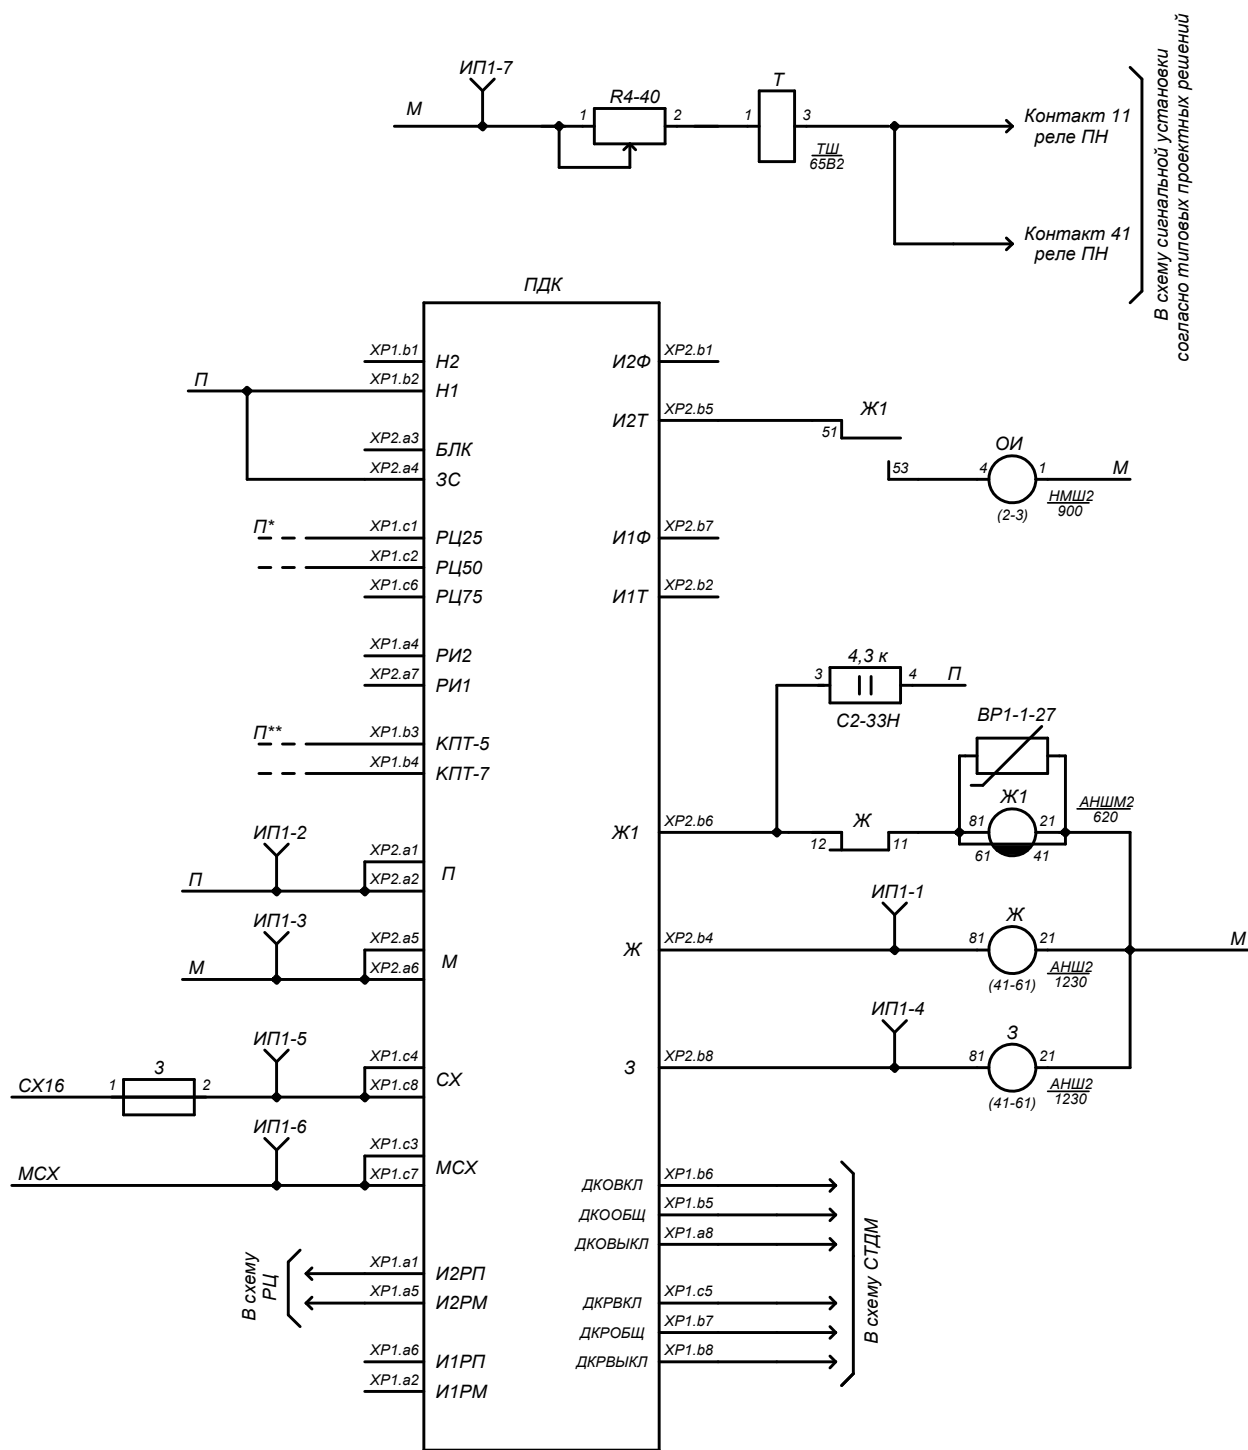 ИП1-7
М
1
R4-40
2
1
Т
3
ТШ
65В2
Контакт 11
реле ПН
Контакт 41
реле ПН
В схему сигнальной установки
согласно типовых проектных решений
ПДК
XP1.b1
Н2
П
XP1.b2
Н1
XP2.a3
БЛК
XP2.a4
ЗС
П*
XP1.c1
РЦ25
XP1.c2
РЦ50
XP1.c6
РЦ75
XP1.a4
РИ2
XP2.a7
РИ1
П**
XP1.b3
КПТ-5
XP1.b4
КПТ-7
ИП1-2
XP2.a1
П
XP2.a2
П
ИП1-3
XP2.a5
М
XP2.a6
М
ИП1-5
XP1.c4
СХ16
1
3
2
XP1.c8
СХ
ИП1-6
XP1.c3
МСХ
XP1.c7
МСХ
В схему
РЦ
XP1.a1
И2РП
XP1.a5
И2РМ
XP1.a6
И1РП
XP1.a2
И1РМ
И2Ф
XP2.b1
И2Т
XP2.b5
51
Ж1
53
4
ОИ
1
М
(2-3)
НМШ2
900
И1Ф
XP2.b7
И1Т
XP2.b2
3
4,3 к
4
П
С2-33Н
ВР1-1-27
Ж1
XP2.b6
12
Ж
11
81
Ж1
21
61
41
АНШМ2
620
ИП1-1
Ж
XP2.b4
81
Ж
21
М
(41-61)
АНШ2
1230
ИП1-4
З
XP2.b8
81
З
21
(41-61)
АНШ2
1230
ДКОВКЛ
XP1.b6
ДКООБЩ
XP1.b5
ДКОВЫКЛ
XP1.a8
ДКРВКЛ
XP1.c5
ДКРОБЩ
XP1.b7
ДКРВЫКЛ
XP1.b8
В схему СТДМ